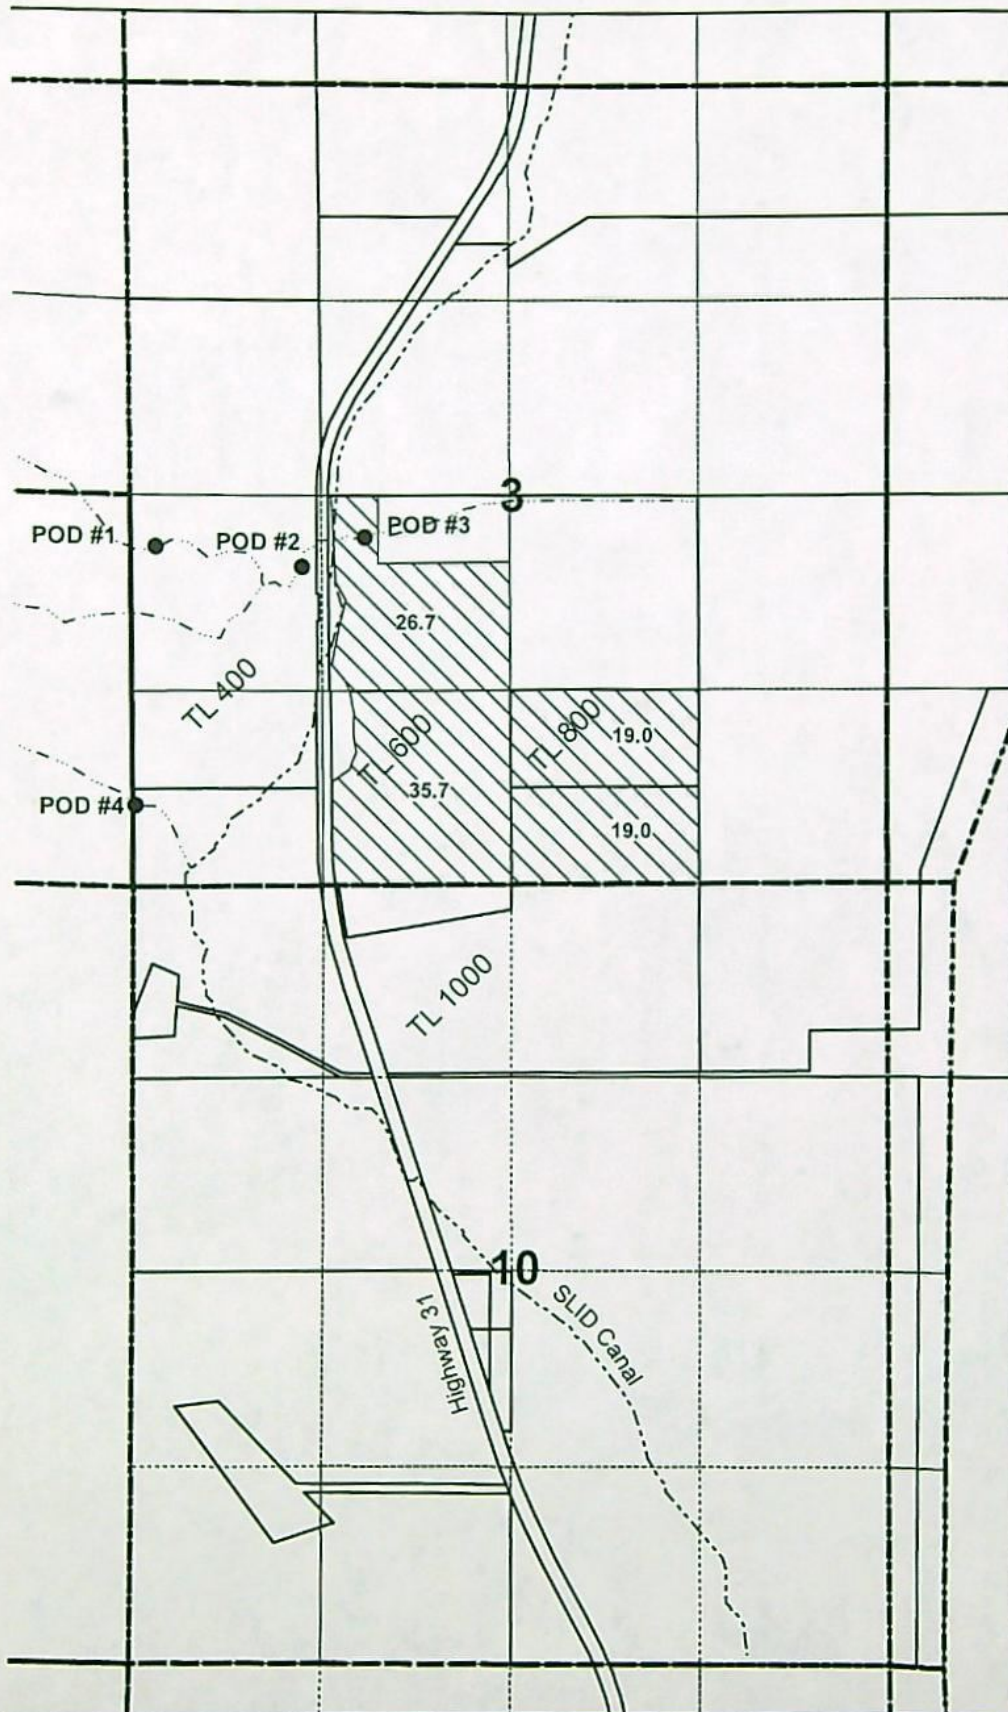 3
POD #1
POD #2
POD #3
26.7
TL 400
TL 600
TL 800
19.0
35.7
POD #4
19.0
TL 1000
10
SLID Canal
Highway 31